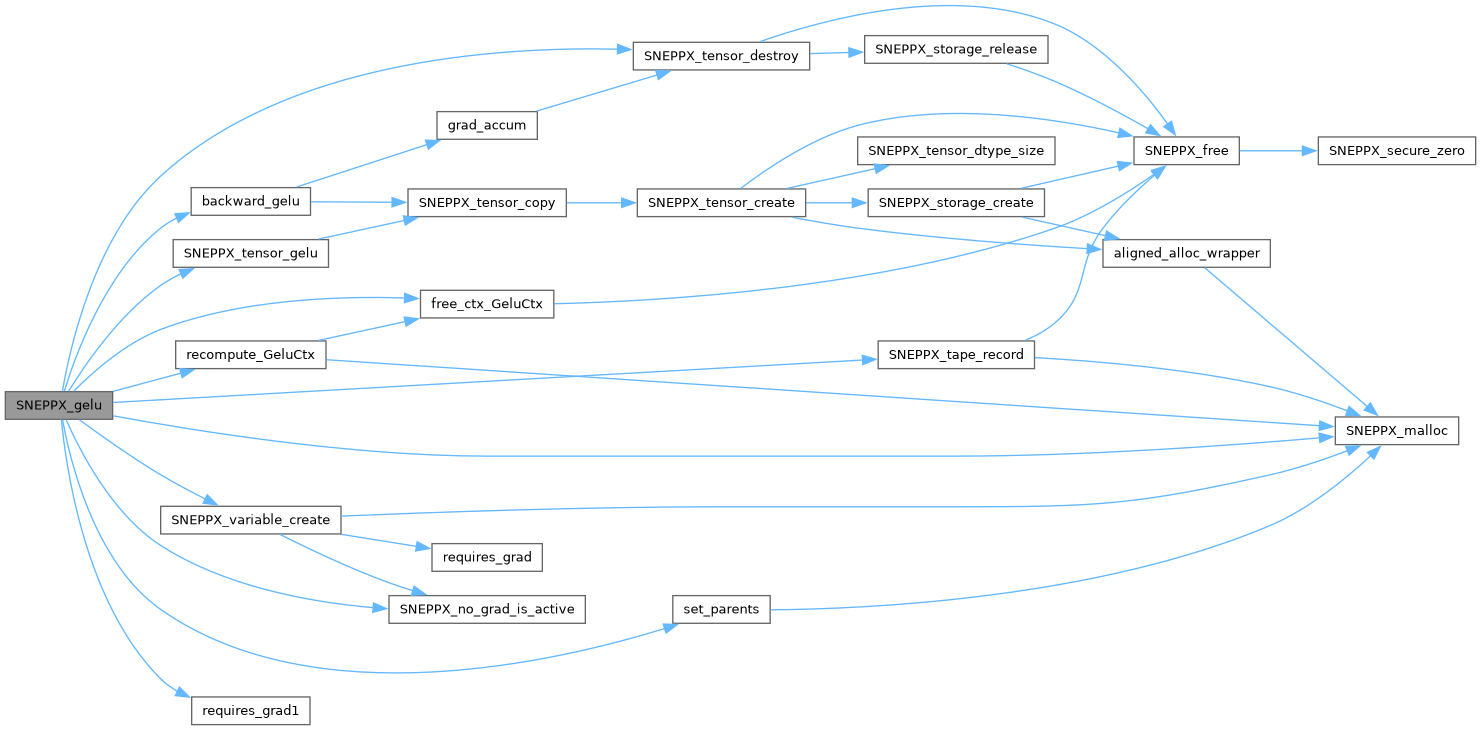 SNEPPX_tensor_destroy
SNEPPX_storage_release
grad_accum
SNEPPX_tensor_dtype_size
SNEPPX_free
SNEPPX_secure_zero
backward_gelu
SNEPPX_tensor_copy
SNEPPX_tensor_create
SNEPPX_storage_create
SNEPPX_tensor_gelu
aligned_alloc_wrapper
free_ctx_GeluCtx
recompute_GeluCtx
SNEPPX_tape_record
SNEPPX_gelu
SNEPPX_malloc
SNEPPX_variable_create
requires_grad
SNEPPX_no_grad_is_active
set_parents
requires_grad1